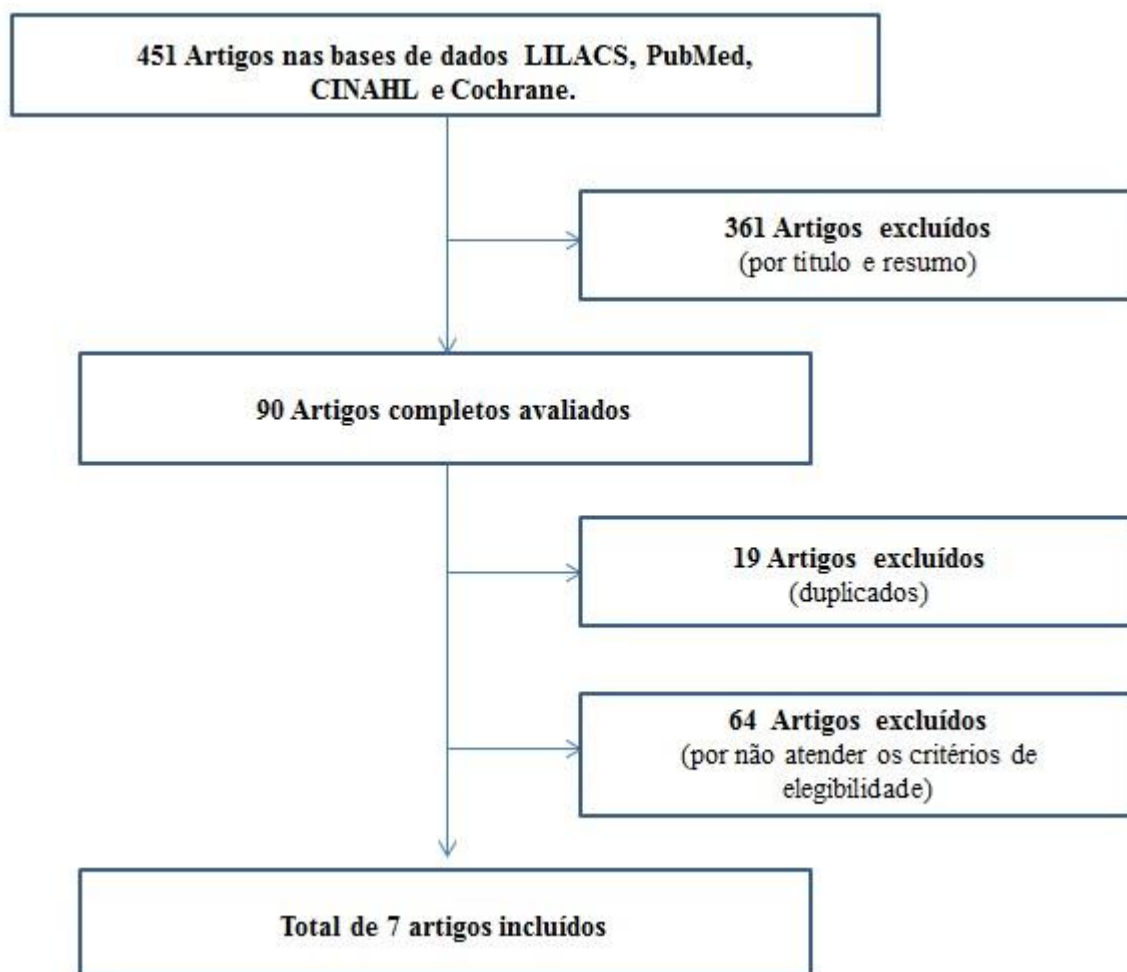 451 Artigos nas bases de dados LILACS, PubMed,
CINAHL e Cochrane.
361 Artigos excluídos
(por título e resumo)
90 Artigos completos avaliados
19 Artigos excluídos
(duplicados)
64 Artigos excluídos
(por não atender os critérios de
elegibilidade)
Total de 7 artigos incluídos